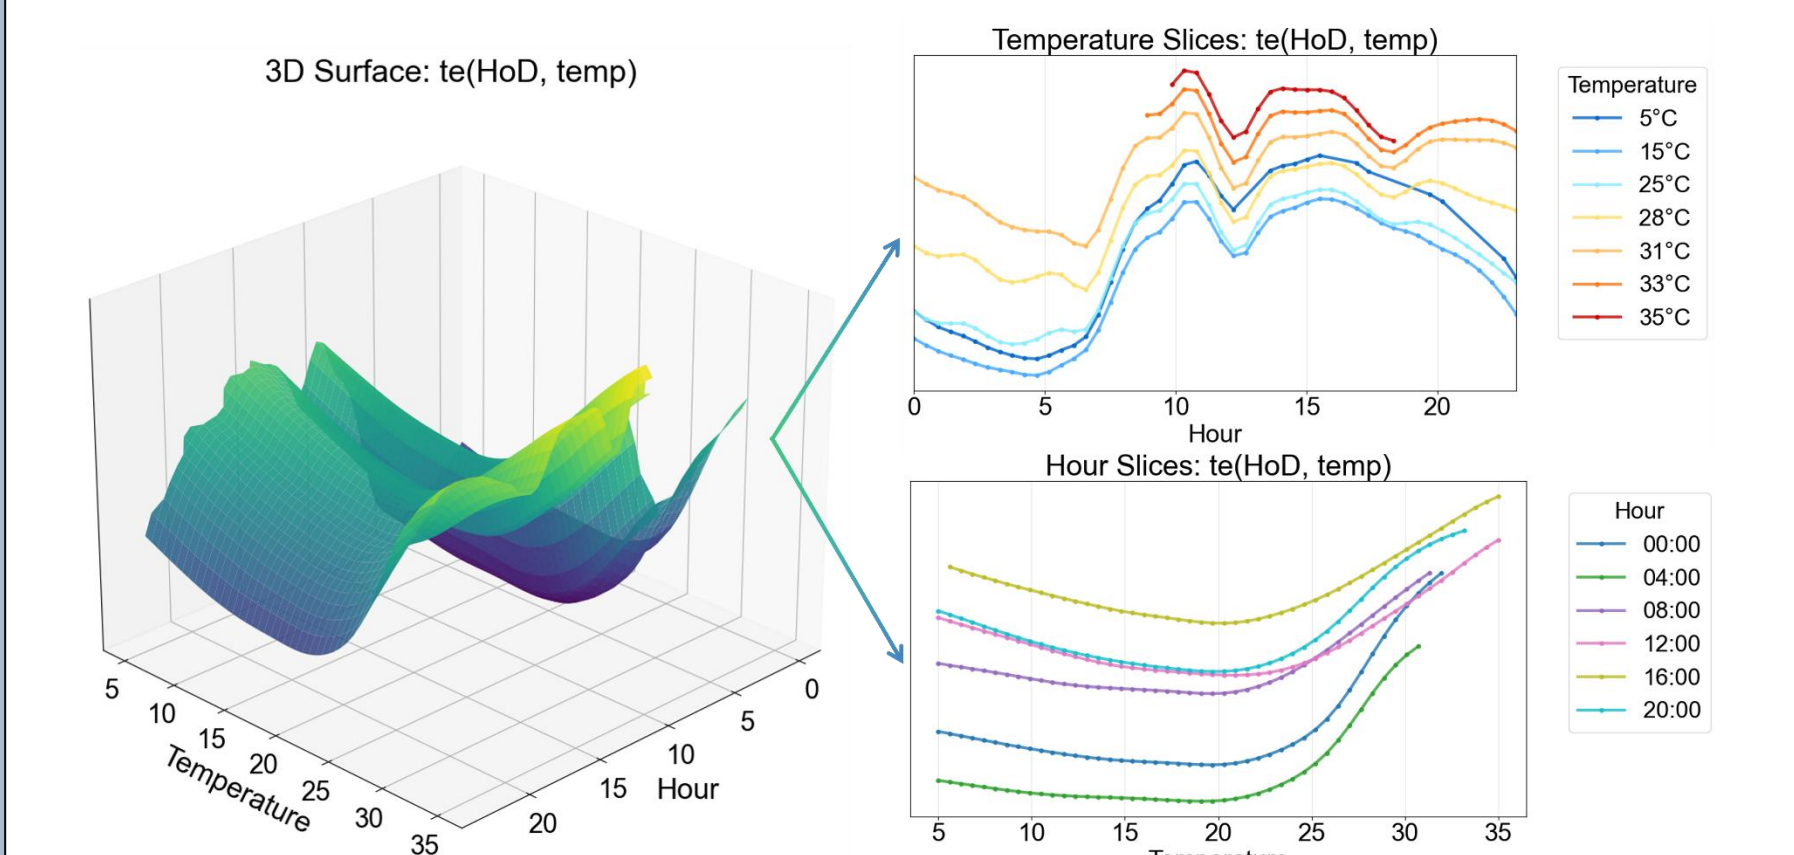 3D Surface: te(HoD, temp)
5
10
15
20
25
30
35
Temperature
0
5
10
15
20
Hour
Temperature Slices: te(HoD, temp)
0
5
10
15
20
Hour
Temperature
5°C
15°C
25°C
28°C
31°C
33°C
35°C
Hour Slices: te(HoD, temp)
5
10
15
20
25
30
35
Temperature
Hour
00:00
04:00
08:00
12:00
16:00
20:00